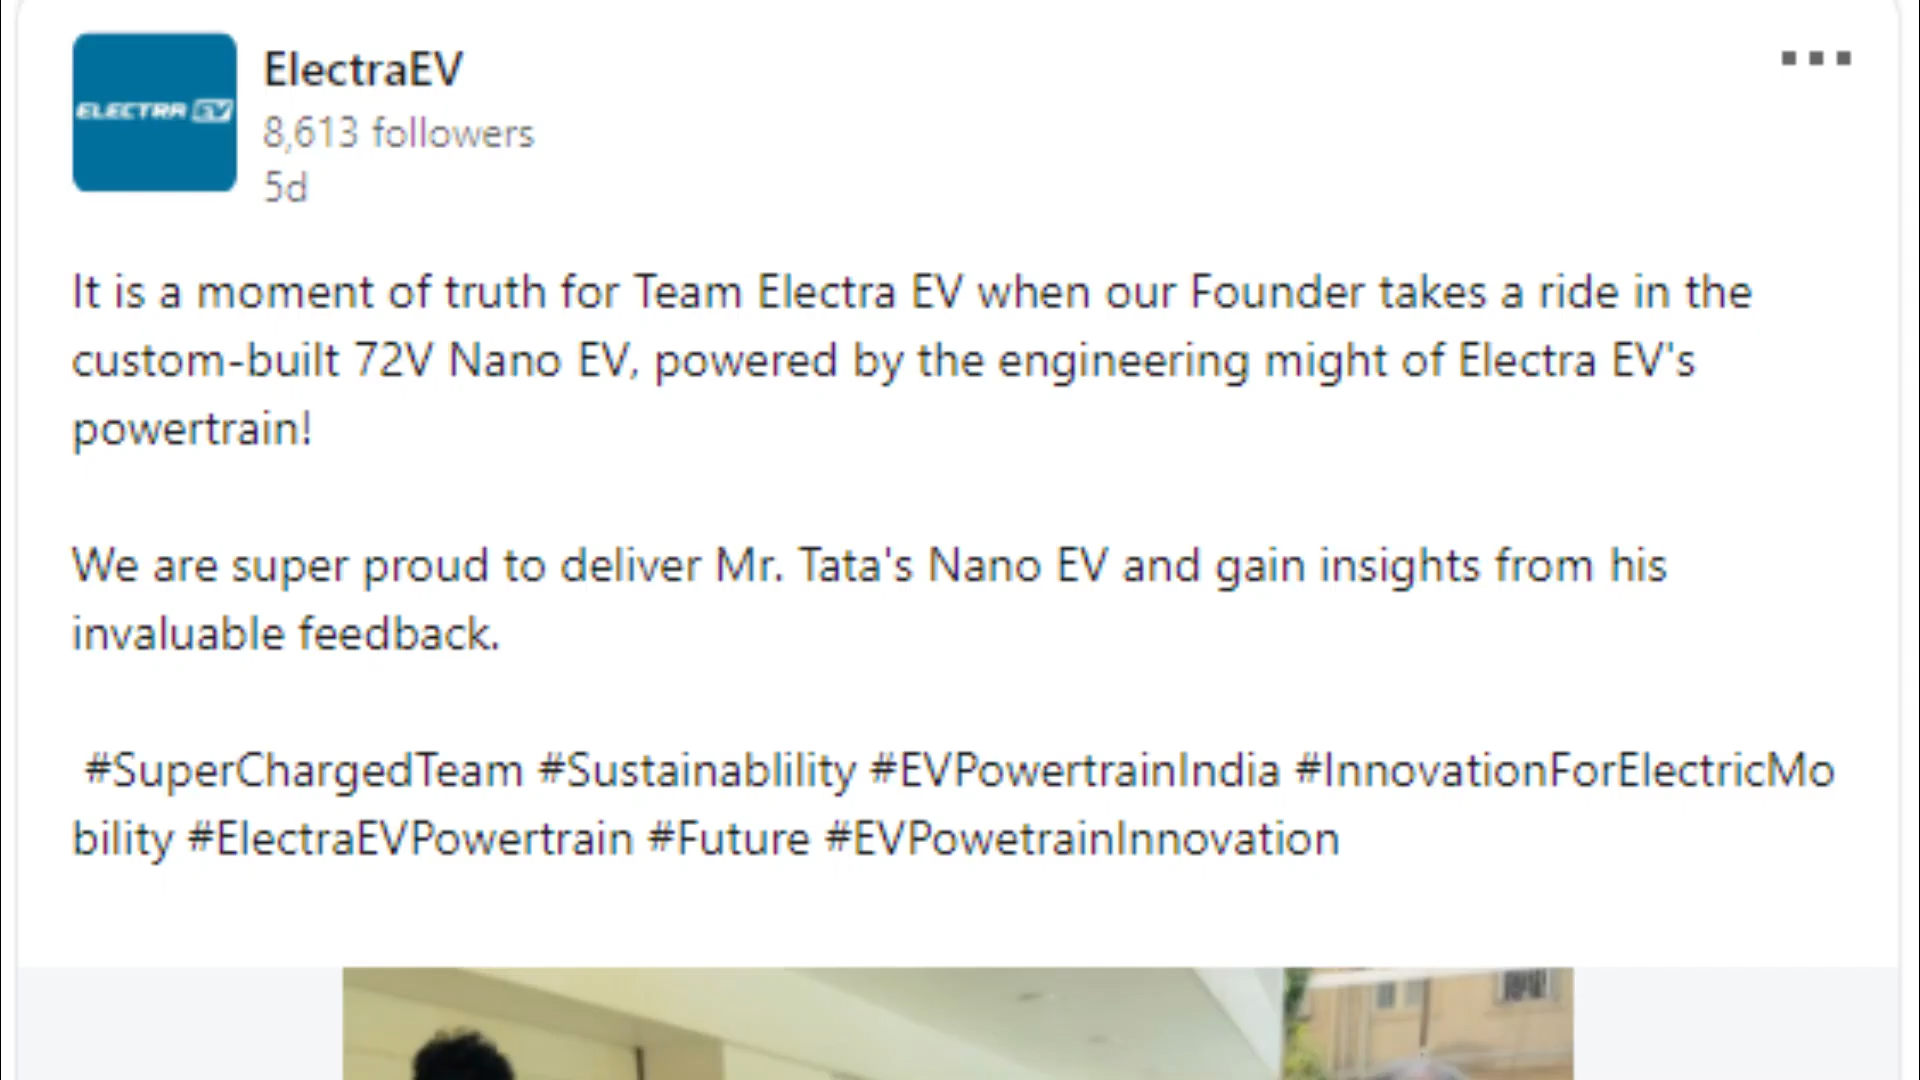 ELECTRA EV
ElectraEV
8,613 followers
5d
It is a moment of truth for Team Electra EV when our Founder takes a ride in the
custom-built 72V Nano EV, powered by the engineering might of Electra EV's
powertrain!
We are super proud to deliver Mr. Tata's Nano EV and gain insights from his
invaluable feedback.
#SuperChargedTeam #Sustainablility #EVPowertrainIndia #InnovationForElectricMo
bility #ElectraEVPowertrain #Future #EVPowetrainInnovation